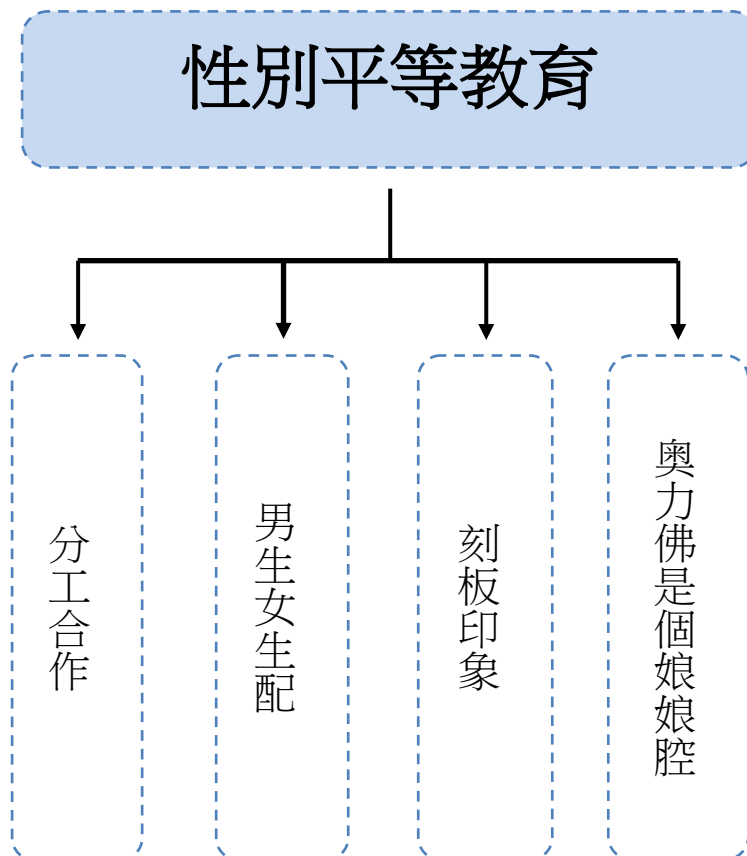 性別平等教育
分工合作
男生女生配
刻板印象
奧力佛是個娘娘腔